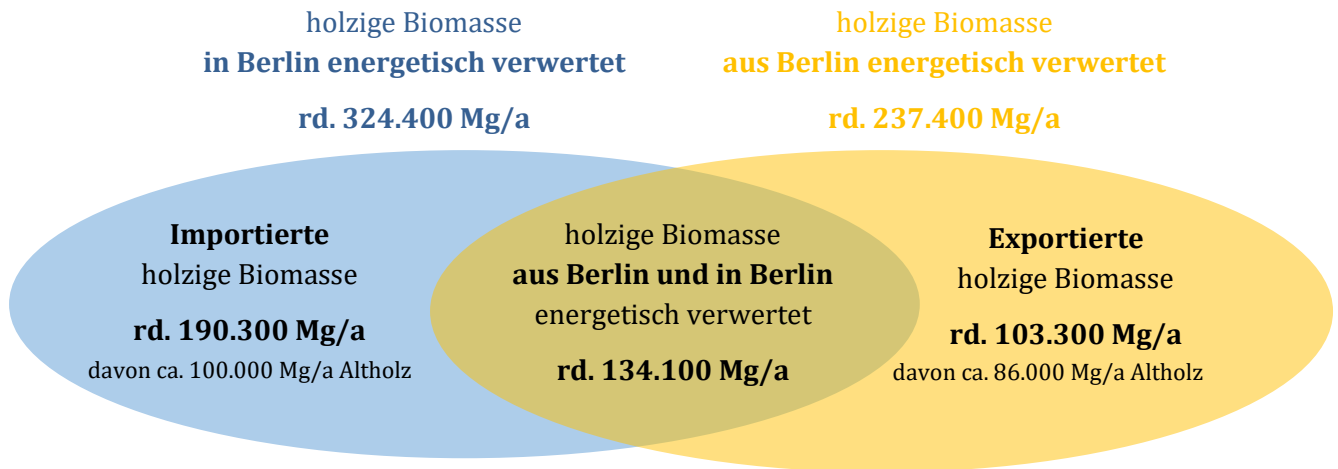 holzige Biomasse
in Berlin energetisch verwertet
rd. 324.400 Mg/a
holzige Biomasse
aus Berlin energetisch verwertet
rd. 237.400 Mg/a
Importierte
holzige Biomasse
rd. 190.300 Mg/a
davon ca. 100.000 Mg/a Altholz
holzige Biomasse
aus Berlin und in Berlin
energetisch verwertet
rd. 134.100 Mg/a
Exportierte
holzige Biomasse
rd. 103.300 Mg/a
davon ca. 86.000 Mg/a Altholz